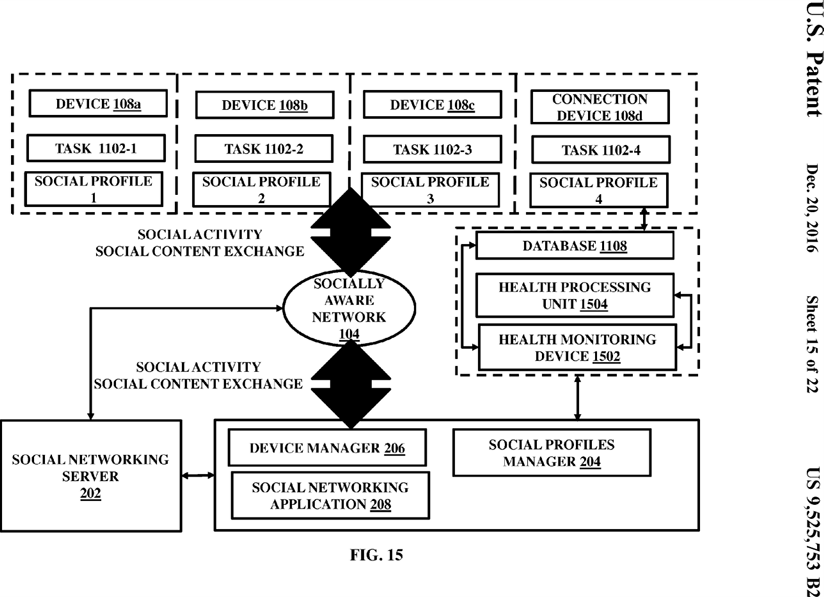 U.S. Patent
Dec. 20, 2016
Sheet 15 of 22
US 9,525,753 B2
DEVICE 108a
DEVICE 108b
DEVICE 108c
CONNECTION
DEVICE 108d
TASK 1102-1
TASK 1102-2
TASK 1102-3
TASK 1102-4
SOCIAL PROFILE
1
SOCIAL PROFILE
2
SOCIAL PROFILE
3
SOCIAL PROFILE
4
SOCIAL ACTIVITY
SOCIAL CONTENT EXCHANGE
DATABASE 1108
HEALTH PROCESSING
UNIT 1504
HEALTH MONITORING
DEVICE 1502
SOCIALLY
AWARE
NETWORK
104
SOCIAL ACTIVITY
SOCIAL CONTENT EXCHANGE
SOCIAL NETWORKING
SERVER
202
DEVICE MANAGER 206
SOCIAL NETWORKING
APPLICATION 208
SOCIAL PROFILES
MANAGER 204
FIG. 15